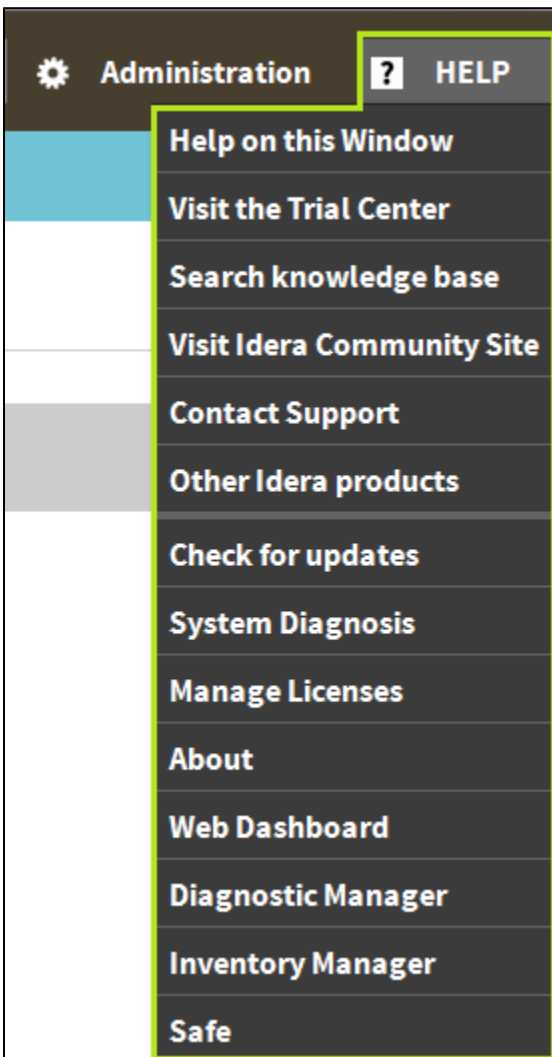 Administration ? HELP
Help on this Window
Visit the Trial Center
Search knowledge base
Visit Idera Community Site
Contact Support
Other Idera products
Check for updates
System Diagnosis
Manage Licenses
About
Web Dashboard
Diagnostic Manager
Inventory Manager
Safe